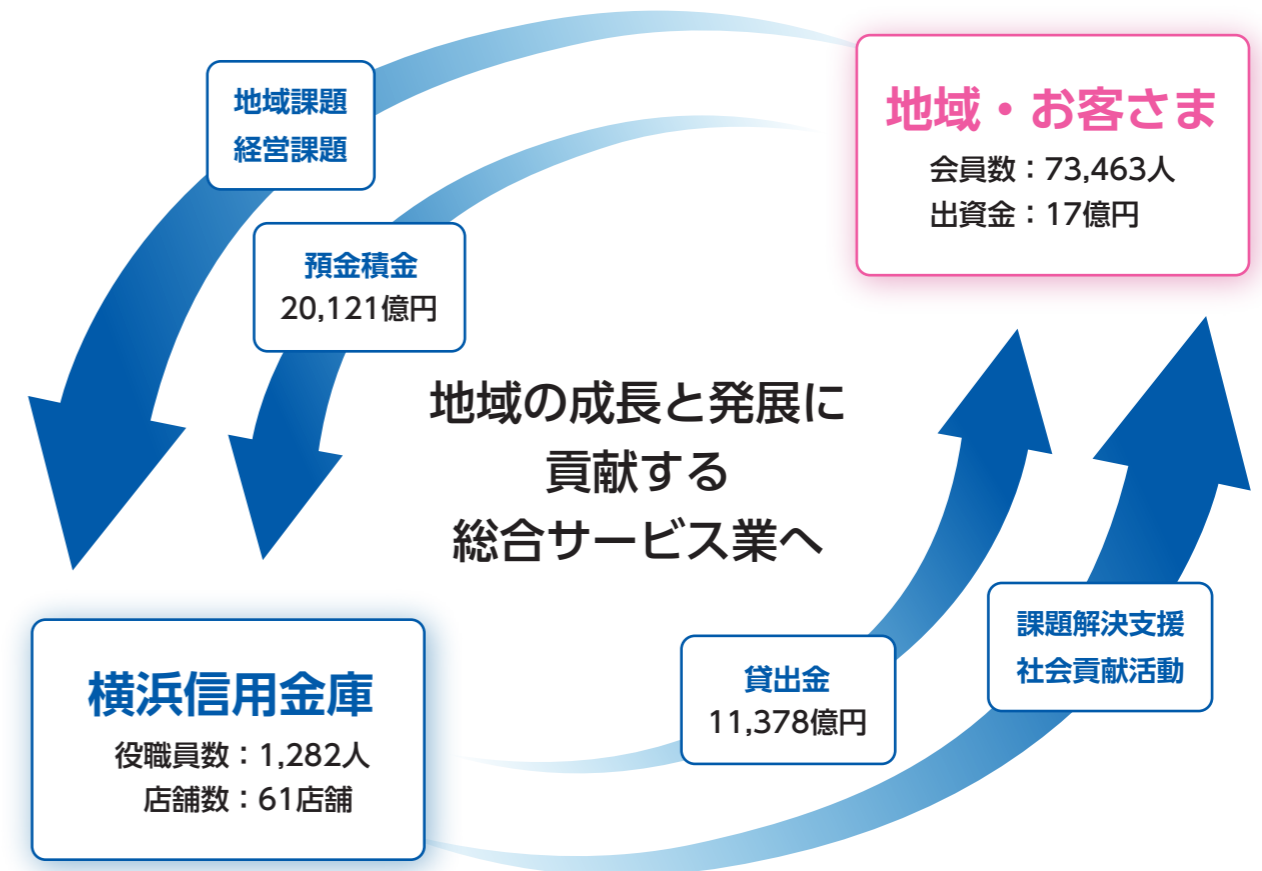 地域課題
経営課題
地域・お客さま
会員数：73,463人
出資金：17億円
預金積金
20,121億円
地域の成長と発展に
貢献する
総合サービス業へ
課題解決支援
社会貢献活動
貸出金
11,378億円
横浜信用金庫
役職員数：1,282人
店舗数：61店舗